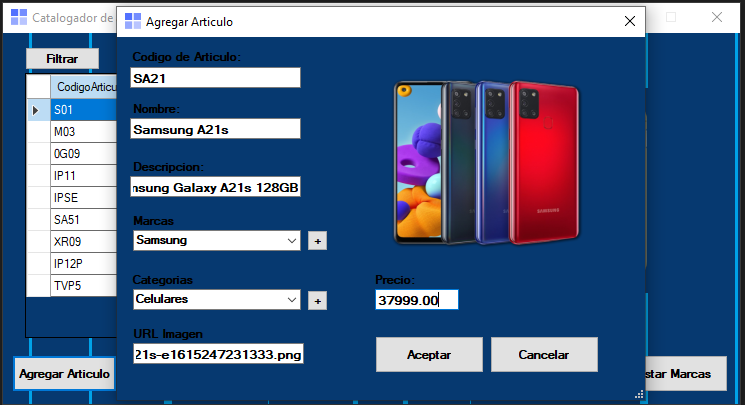 Catalogador de
Agregar Articulo
Filtrar
CodigoArticu
S01
M03
0G09
IP11
IPSE
SA51
XR09
IP12P
TVP5
Codigo de Articulo:
SA21
Nombre:
Samsung A21s
Descripcion:
nsung Galaxy A21s 128GB
Marcas
Samsung
+
Categorias
Celulares
+
URL Imagen
21s-e1615247231333.png
SAMSUNG
Precio:
37999.00
Aceptar
Cancelar
Agregar Articulo
star Marcas